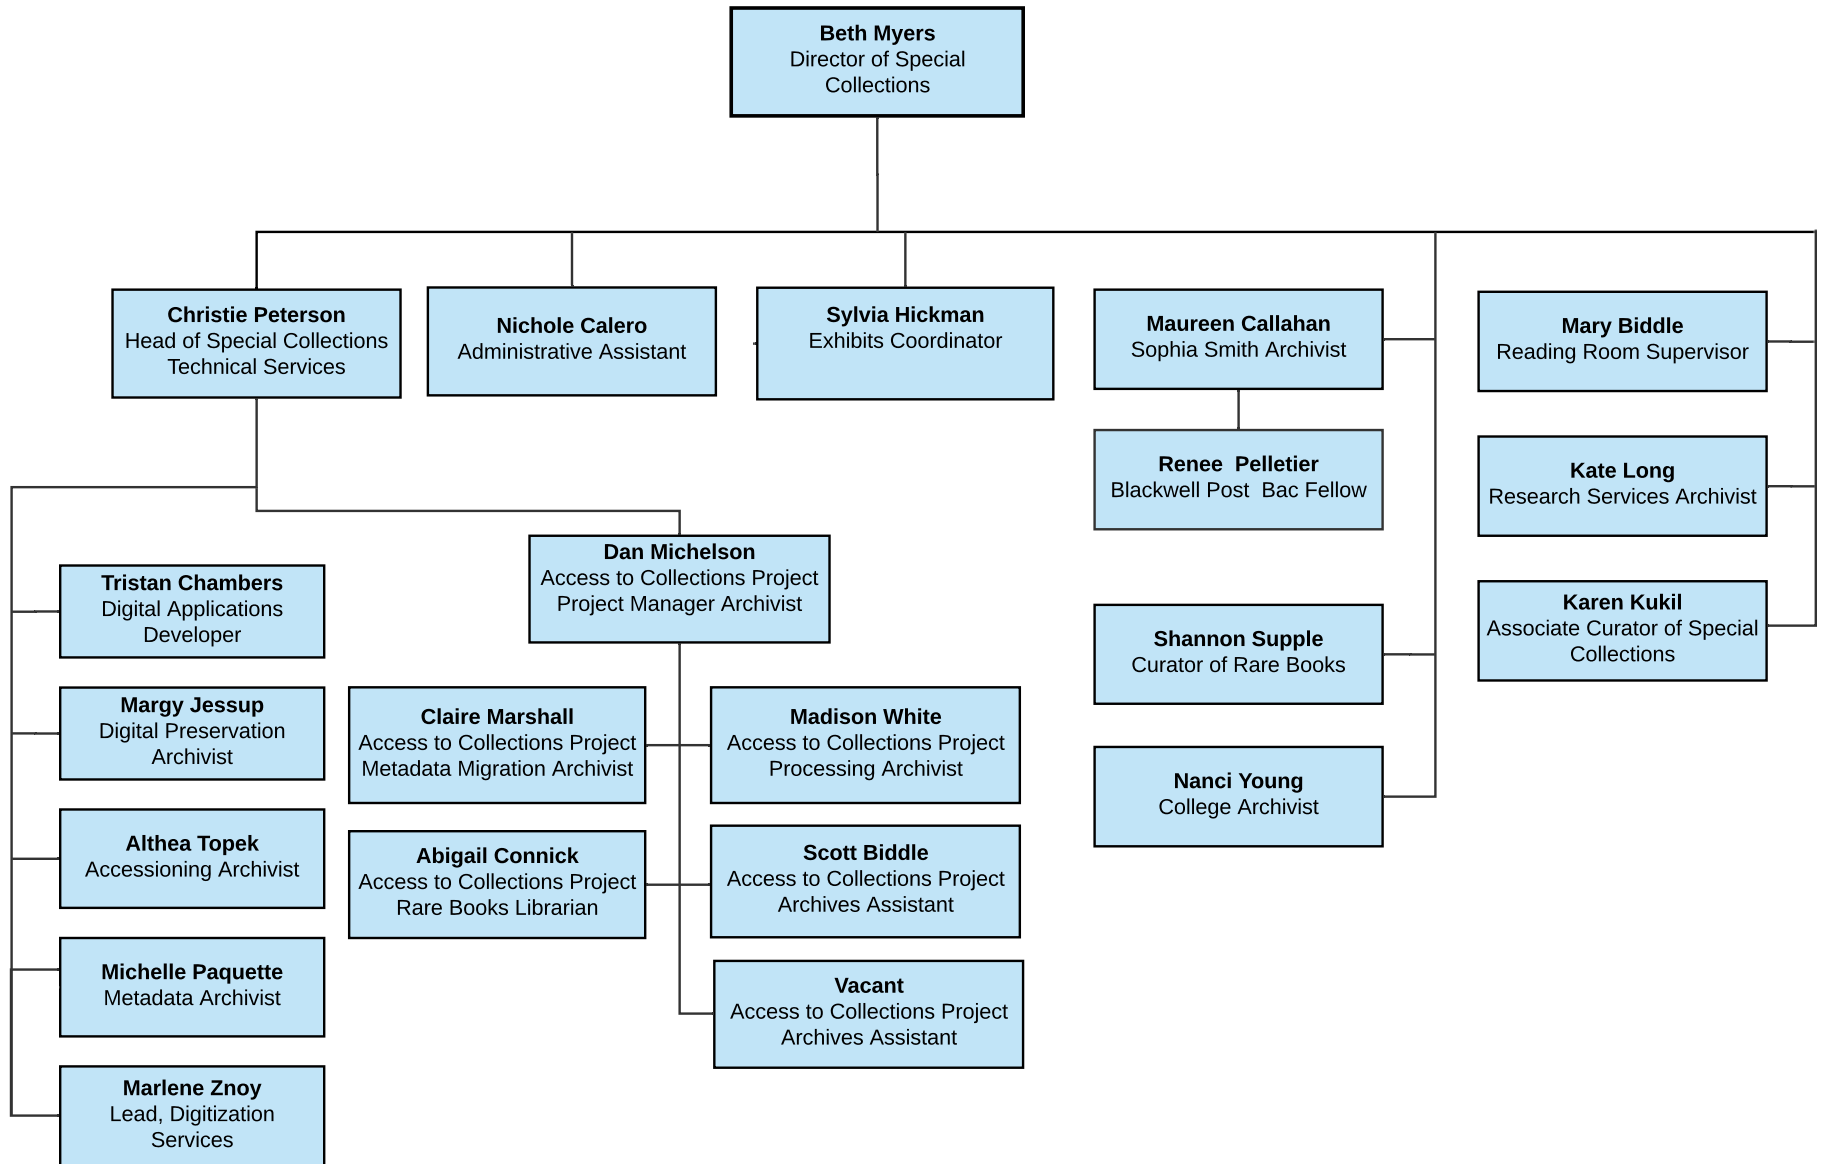 Beth Myers
Director of Special
Collections
Christie Peterson
Head of Special Collections
Technical Services
Nichole Calero
Administrative Assistant
Sylvia Hickman
Exhibits Coordinator
Maureen Callahan
Sophia Smith Archivist
Mary Biddle
Reading Room Supervisor
Renee  Pelletier
Blackwell Post  Bac Fellow
Kate Long
Research Services Archivist
Dan Michelson
Access to Collections Project
Project Manager Archivist
Tristan Chambers
Digital Applications
Developer
Shannon Supple
Curator of Rare Books
Karen Kukil
Associate Curator of Special
Collections
Margy Jessup
Digital Preservation
Archivist
Claire Marshall
Access to Collections Project
Metadata Migration Archivist
Madison White
Access to Collections Project
Processing Archivist
Nanci Young
College Archivist
Althea Topek
Accessioning Archivist
Abigail Connick
Access to Collections Project
Rare Books Librarian
Scott Biddle
Access to Collections Project
Archives Assistant
Michelle Paquette
Metadata Archivist
Vacant
Access to Collections Project
Archives Assistant
Marlene Znoy
Lead, Digitization
Services